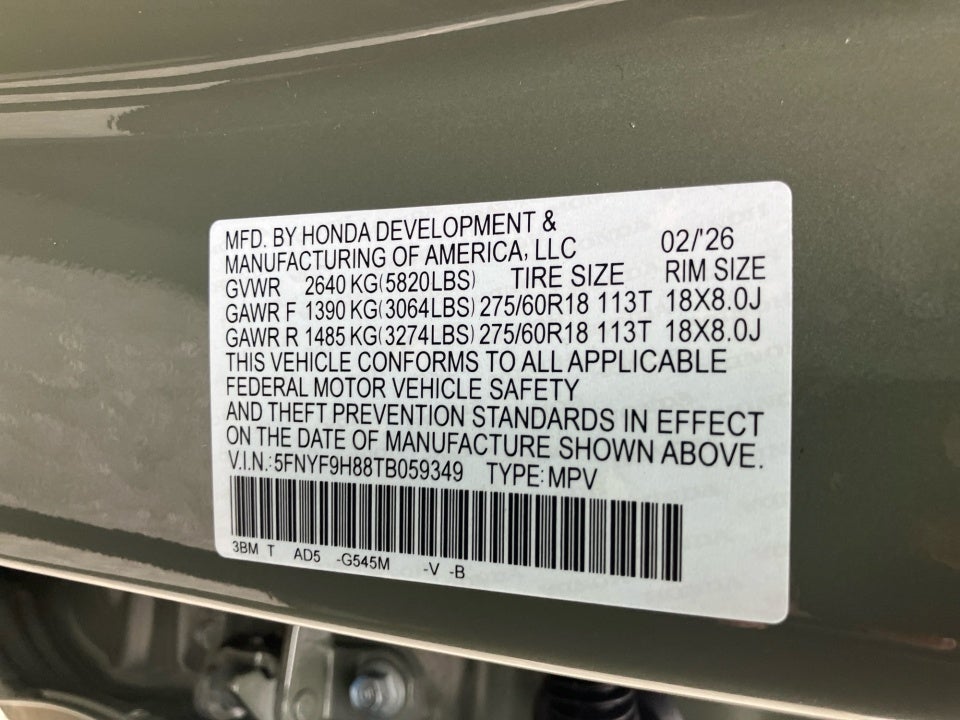 MFD. BY HONDA DEVELOPMENT &
MANUFACTURING OF AMERICA, LLC 02/'26
GVWR 2640 KG(5820LBS) TIRE SIZE RIM SIZE
GAWR F 1390 KG(3064LBS) 275/60R18 113T 18X8.0J
GAWR R 1485 KG(3274LBS) 275/60R18 113T 18X8.0J
THIS VEHICLE CONFORMS TO ALL APPLICABLE
FEDERAL MOTOR VEHICLE SAFETY
AND THEFT PREVENTION STANDARDS IN EFFECT
ON THE DATE OF MANUFACTURE SHOWN ABOVE.
V.I.N.:5FNYF9H88TB059349 TYPE:MPV
3BM T AD5 -G545M -V -B